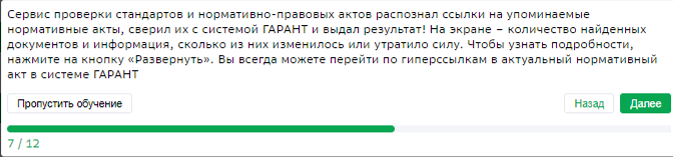 Сервис проверки стандартов и нормативно-правовых актов распознал ссылки на упоминаемые
нормативные акты, сверил их с системой ГАРАНТ и выдал результат! На экране – количество найденных
документов и информация, сколько из них изменилось или утратило силу. Чтобы узнать подробности,
нажмите на кнопку «Развернуть». Вы всегда можете перейти по гиперссылкам в актуальный нормативный
акт в системе ГАРАНТ
Пропустить обучение
Назад
Далее
7 / 12